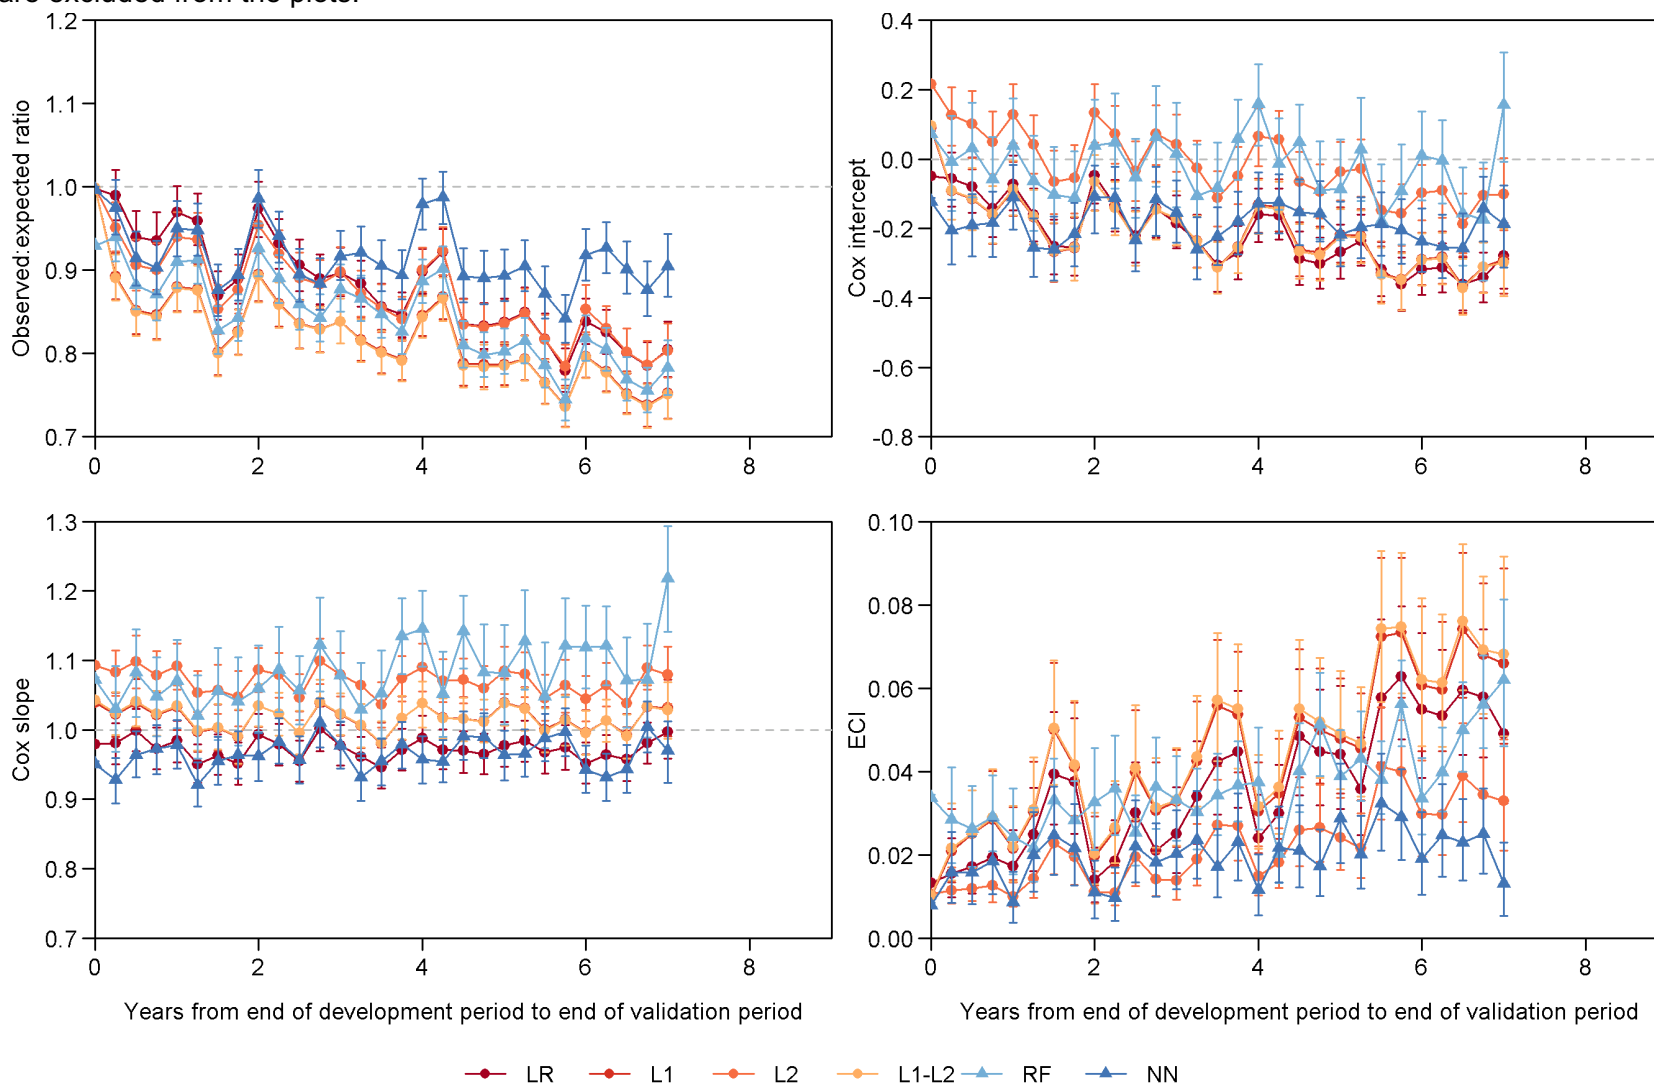 are excluded from the plots.
1.2
1.1
1.0
0.9
0.8
0.7
Observed:expected ratio
0 2 4 6 8
0.4
0.2
0.0
-0.2
-0.4
-0.6
-0.8
Cox intercept
0 2 4 6 8
1.3
1.2
1.1
1.0
0.9
0.8
0.7
Cox slope
0 2 4 6 8
Years from end of development period to end of validation period
0.10
0.08
0.06
0.04
0.02
0.00
ECI
0 2 4 6 8
Years from end of development period to end of validation period
LR L1 L2 L1-L2 RF NN